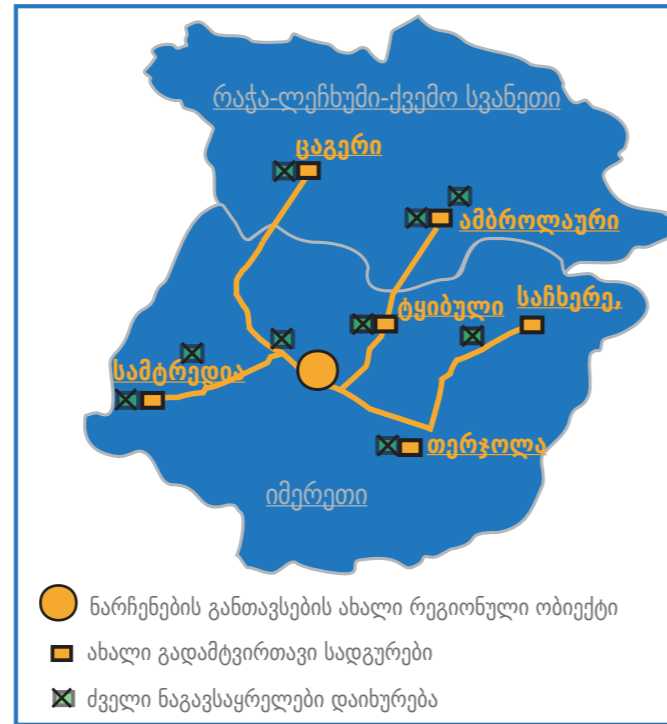 რაჭა-ლეჩხუმი-ქვემო სვანეთი
ცაგერი
ამბროლაური
ტყიბული
საჩხერე,
სამტრედია
თერჯოლა
იმერეთი
ნარჩენების განთავსების ახალი რეგიონული ობიექტი
ახალი გადამტვირთავი სადგურები
ძველი ნაგავსაყრელები დაიხურება